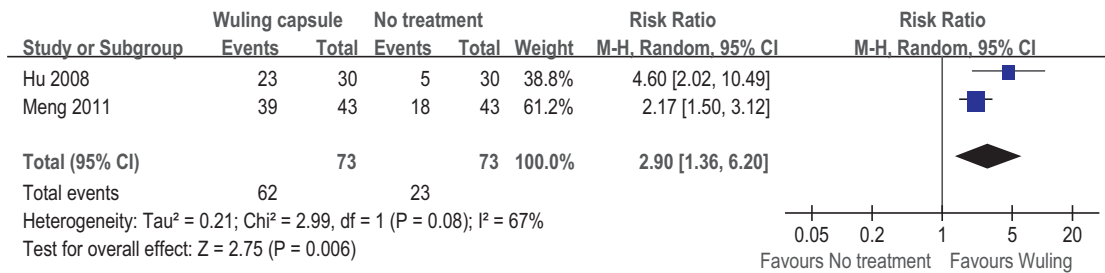 Wuling capsule No treatment Risk Ratio Risk Ratio
Study or Subgroup Events Total Events Total Weight M-H, Random, 95% CI M-H, Random, 95% CI
Hu 2008 23 30 5 30 38.8% 4.60 [2.02, 10.49]
Meng 2011 39 43 18 43 61.2% 2.17 [1.50, 3.12]
Total (95% CI) 73 73 100.0% 2.90 [1.36, 6.20]
Total events 62 23
Heterogeneity: Tau² = 0.21; Chi² = 2.99, df = 1 (P = 0.08); I² = 67%
Test for overall effect: Z = 2.75 (P = 0.006)
0.05 0.2 1 5 20
Favours No treatment Favours Wuling